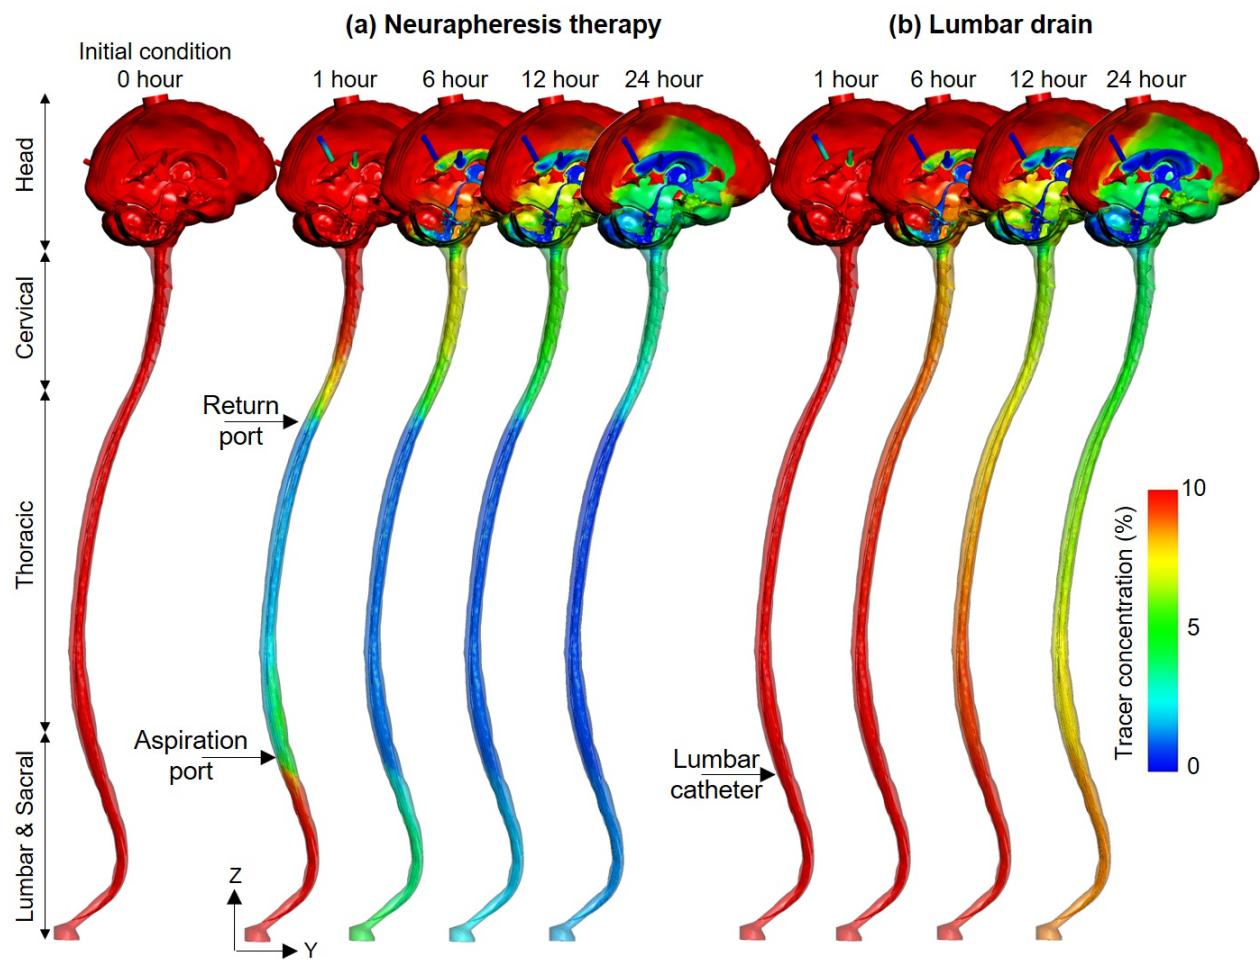 (a) Neurapheresis therapy
(b) Lumbar drain
Initial condition
0 hour
1 hour
6 hour
12 hour
24 hour
1 hour
6 hour
12 hour
24 hour
Head
Cervical
Thoracic
Lumbar & Sacral
Return
port
Aspiration
port
Lumbar
catheter
Tracer concentration (%)
10
5
0
Z
Y